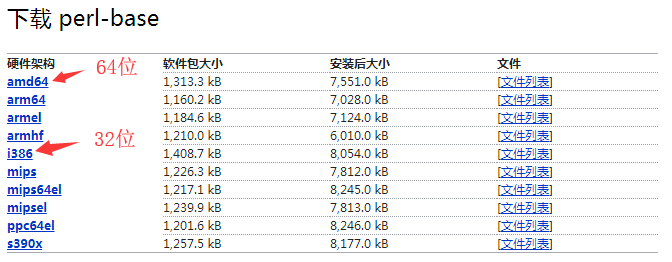 下载 perl-base
硬件架构 软件包大小 安装后大小 文件
amd64 64位 1,313.3 kB 7,551.0 kB [文件列表]
arm64 1,160.2 kB 7,028.0 kB [文件列表]
armel 1,184.6 kB 7,124.0 kB [文件列表]
armhf 32位 1,210.0 kB 6,010.0 kB [文件列表]
i386 1,408.7 kB 8,054.0 kB [文件列表]
mips 1,226.3 kB 7,812.0 kB [文件列表]
mips64el 1,217.1 kB 8,245.0 kB [文件列表]
mipsel 1,239.9 kB 7,813.0 kB [文件列表]
ppc64el 1,201.6 kB 8,246.0 kB [文件列表]
s390x 1,257.5 kB 8,177.0 kB [文件列表]